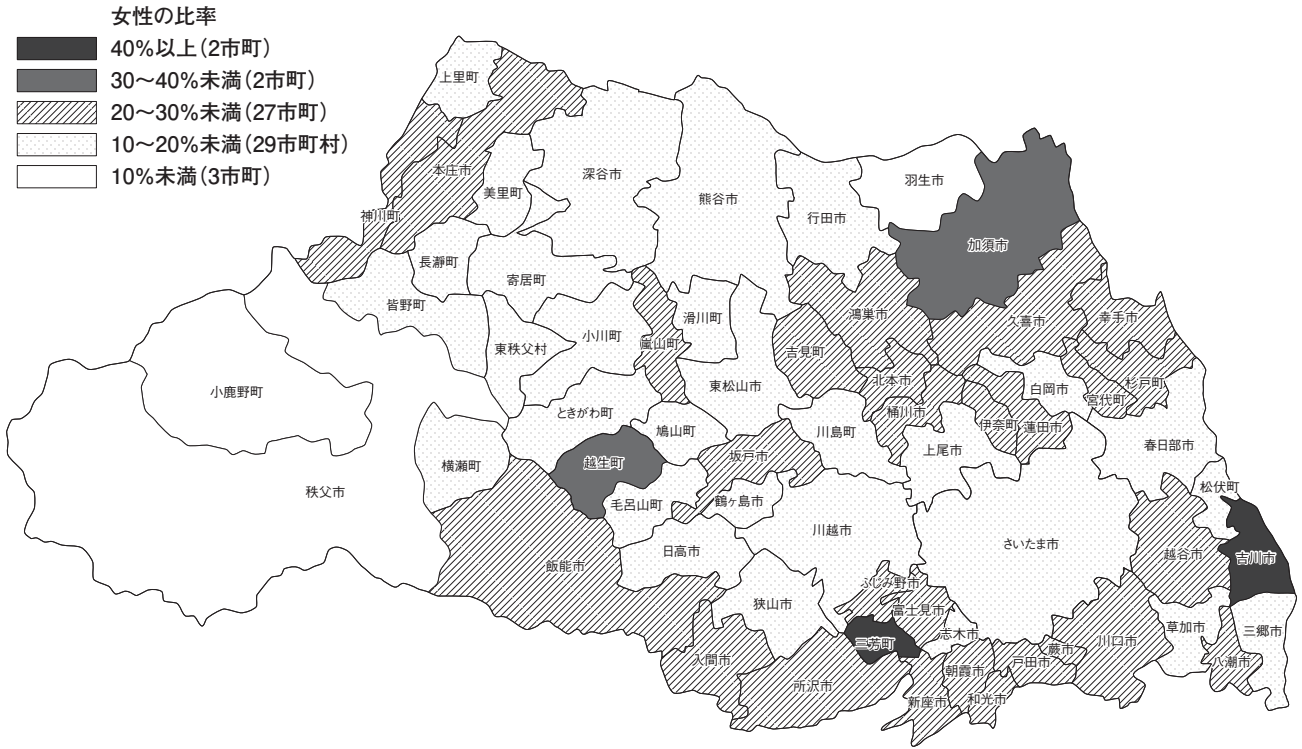 女性の比率
40%以上(2市町)
30〜40%未満(2市町)
20〜30%未満(27市町)
10〜20%未満(29市町村)
10%未満(3市町)
上里町
本庄市
美里町
神川町
深谷市
熊谷市
行田市
羽生市
加須市
長瀞町
皆野町
寄居町
東秩父村
小川町
嵐山町
滑川町
東松山市
吉見町
鴻巣市
久喜市
幸手市
小鹿野町
ときがわ町
鳩山町
北本市
桶川市
伊奈町
蓮田市
白岡市
宮代町
杉戸町
秩父市
横瀬町
越生町
毛呂山町
坂戸市
鶴ヶ島市
川島町
上尾市
春日部市
松伏町
飯能市
日高市
川越市
さいたま市
越谷市
吉川市
狭山市
ふじみ野市
富士見市
三芳町
志木市
入間市
所沢市
新座市
朝霞市
和光市
戸田市
蕨市
川口市
草加市
八潮市
三郷市